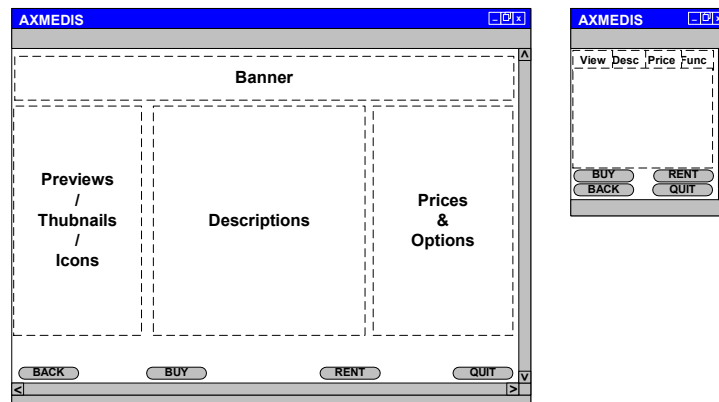 AXMEDIS
Banner
Previews
/
Thubnails
/
Icons
Descriptions
Prices
&
Options
BACK BUY RENT QUIT
AXMEDIS
View Desc Price Func
BUY RENT
BACK QUIT